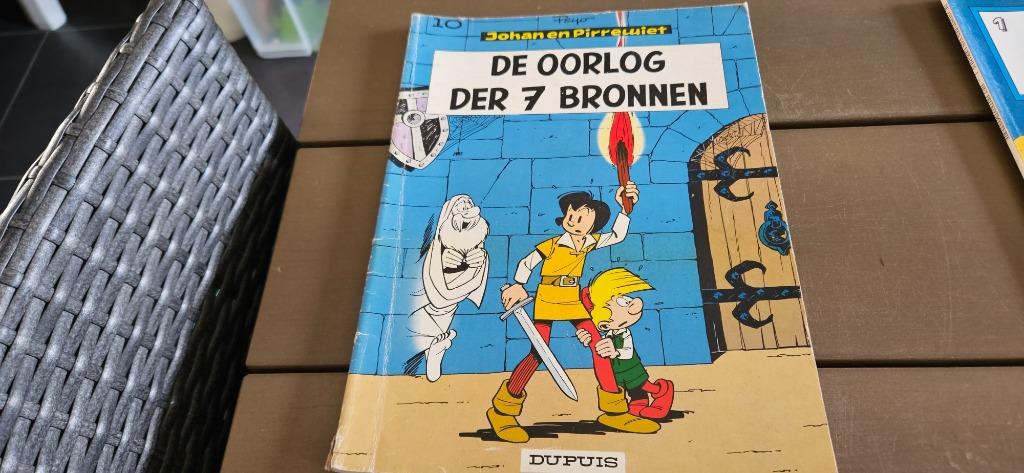 10
Peyo
Johan en Pirrewiet
DE OORLOG
DER 7 BRONNEN
DUPUIS
1